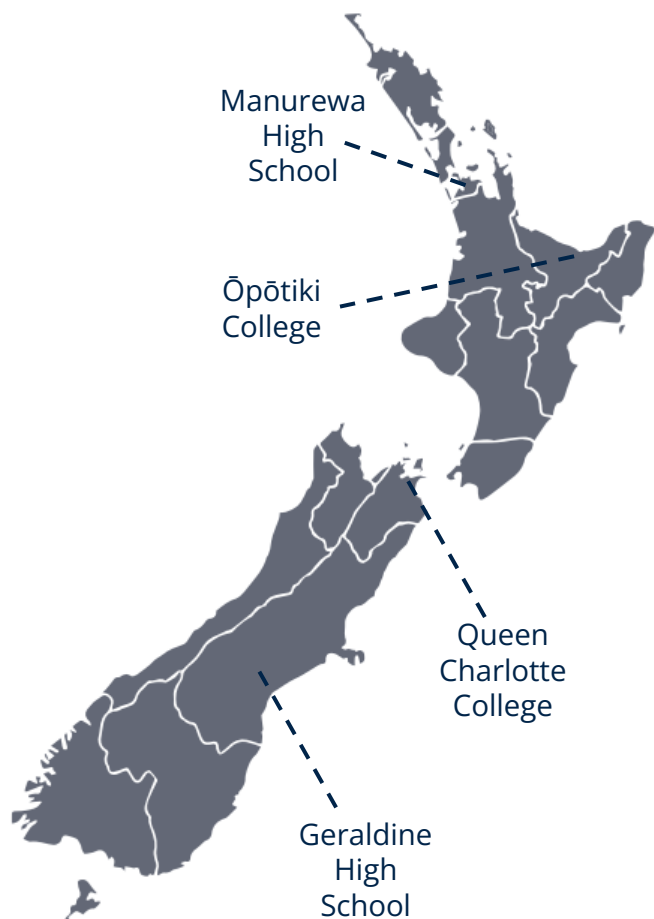 Manurewa
High
School
Ōpōtiki
College
Queen
Charlotte
College
Geraldine
High
School